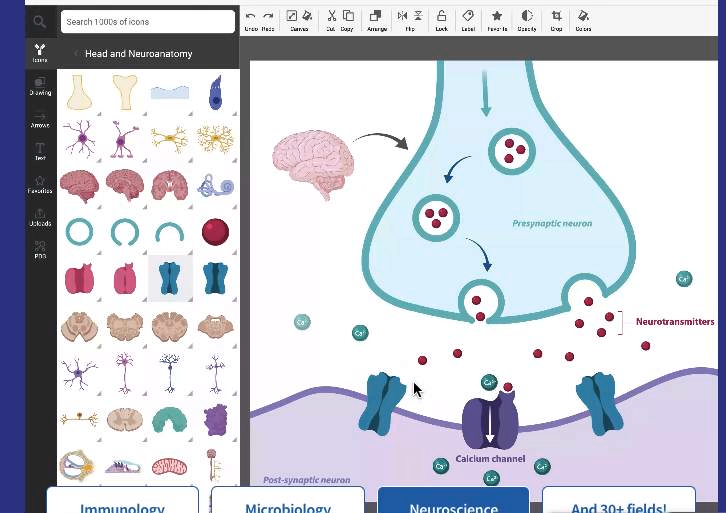 Search 1000s of icons
Undo Redo Canvas Cut Copy Arrange Flip Lock Label Favorite Opacity Crop Colors
Icons
Head and Neuroanatomy
Drawing
Arrows
Text
Favorites
Uploads
PDB
Presynaptic neuron
Neurotransmitters
Calcium channel
Post-synaptic neuron
Immunology
Microbiology
Neuroscience
And 30+ fields!